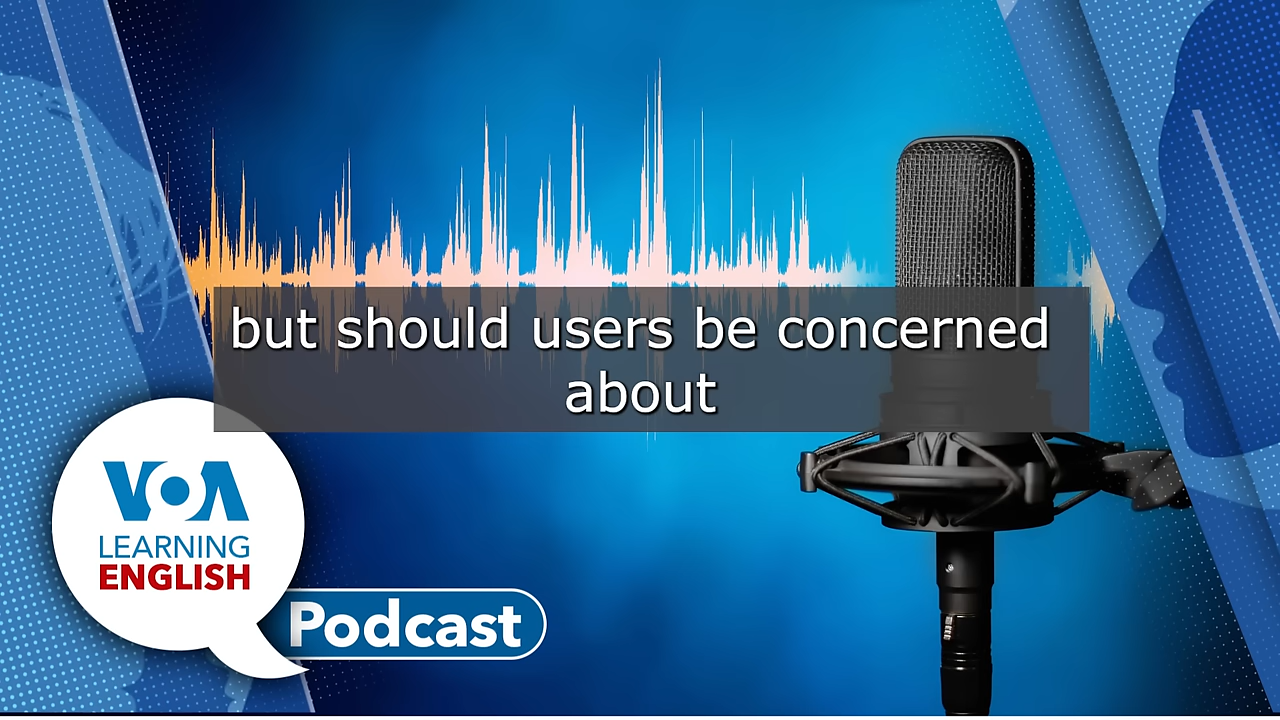 but should users be concerned
about
VOA
LEARNING
ENGLISH
Podcast